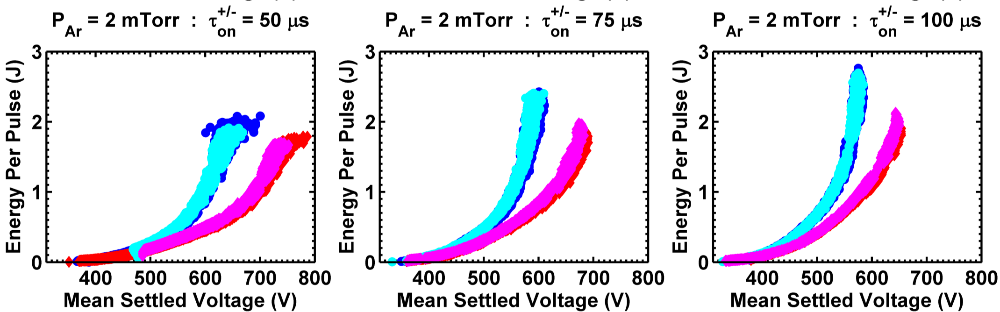 P_Ar = 2 mTorr : τ_on^+/- = 50 μs
P_Ar = 2 mTorr : τ_on^+/- = 75 μs
P_Ar = 2 mTorr : τ_on^+/- = 100 μs
Energy Per Pulse (J)
3
2
1
0
400 500 600 700 800
Mean Settled Voltage (V)
Energy Per Pulse (J)
3
2
1
0
400 500 600 700 800
Mean Settled Voltage (V)
Energy Per Pulse (J)
3
2
1
0
400 500 600 700 800
Mean Settled Voltage (V)